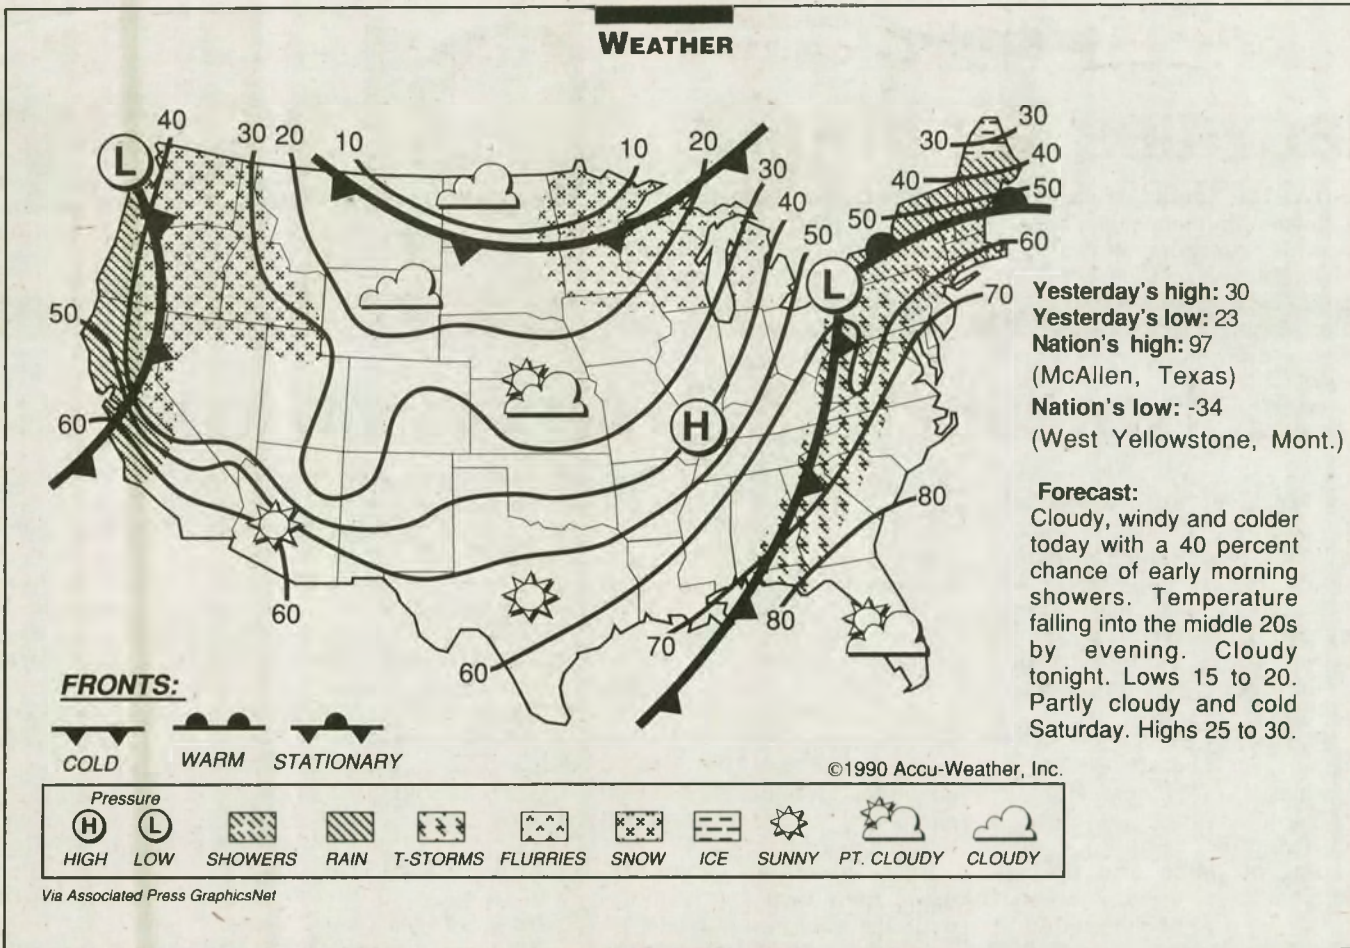 WEATHER
40 30 20 10 10 20 30 40 50
30 30
40 40
50 50
60
70
L
L
50
60
H
80
60
60
70
80
Yesterday's high: 30
Yesterday's low: 23
Nation's high: 97
(McAllen, Texas)
Nation's low: -34
(West Yellowstone, Mont.)
Forecast:
Cloudy, windy and colder
today with a 40 percent
chance of early morning
showers. Temperature
falling into the middle 20s
by evening. Cloudy
tonight. Lows 15 to 20.
Partly cloudy and cold
Saturday. Highs 25 to 30.
FRONTS:
COLD WARM STATIONARY
©1990 Accu-Weather, Inc.
Pressure
H L
HIGH LOW SHOWERS RAIN T-STORMS FLURRIES SNOW ICE SUNNY PT. CLOUDY CLOUDY
Via Associated Press GraphicsNet